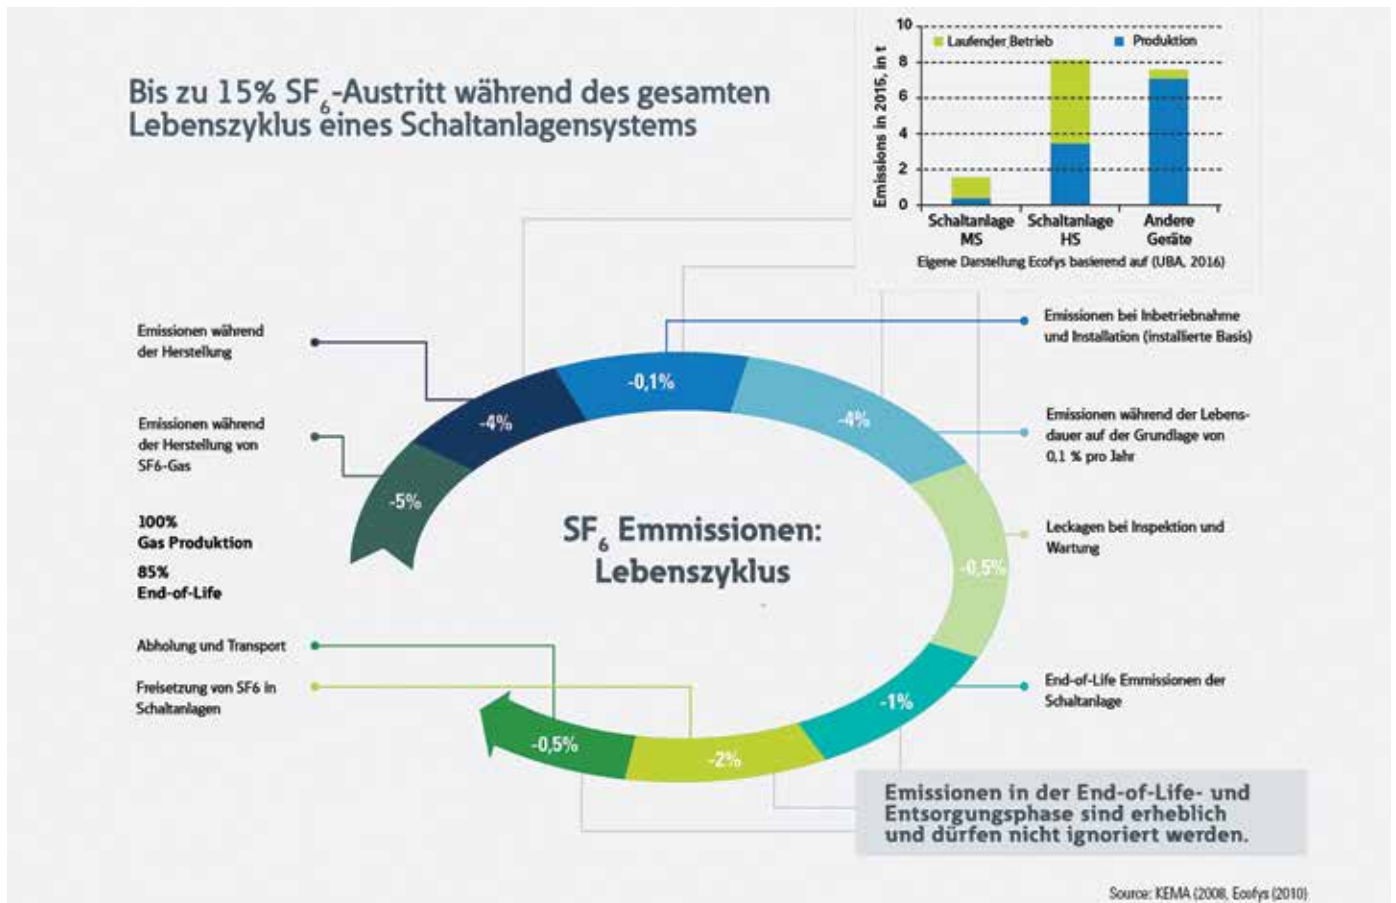 Bis zu 15% SF6-Austritt während des gesamten
Lebenszyklus eines Schaltanlagensystems
Emissions in 2015, in t
10
8
6
4
2
0
Laufender Betrieb
Produktion
Schaltanlage
MS
Schaltanlage
HS
Andere
Geräte
Eigene Darstellung Ecofys basierend auf (UBA, 2016)
Emissionen während
der Herstellung
Emissionen während
der Herstellung von
SF6-Gas
100%
Gas Produktion
85%
End-of-Life
Abholung und Transport
Freisetzung von SF6 in
Schaltanlagen
-5%
-4%
-0,1%
-4%
-0,5%
-1%
-2%
-0,5%
SF6 Emmissionen:
Lebenszyklus
Emissionen bei Inbetriebnahme
und Installation (installierte Basis)
Emissionen während der Lebens-
dauer auf der Grundlage von
0,1 % pro Jahr
Leckagen bei Inspektion und
Wartung
End-of-Life Emmissionen der
Schaltanlage
Emissionen in der End-of-Life- und
Entsorgungsphase sind erheblich
und dürfen nicht ignoriert werden.
Source: KEMA (2008, Ecofys (2010)